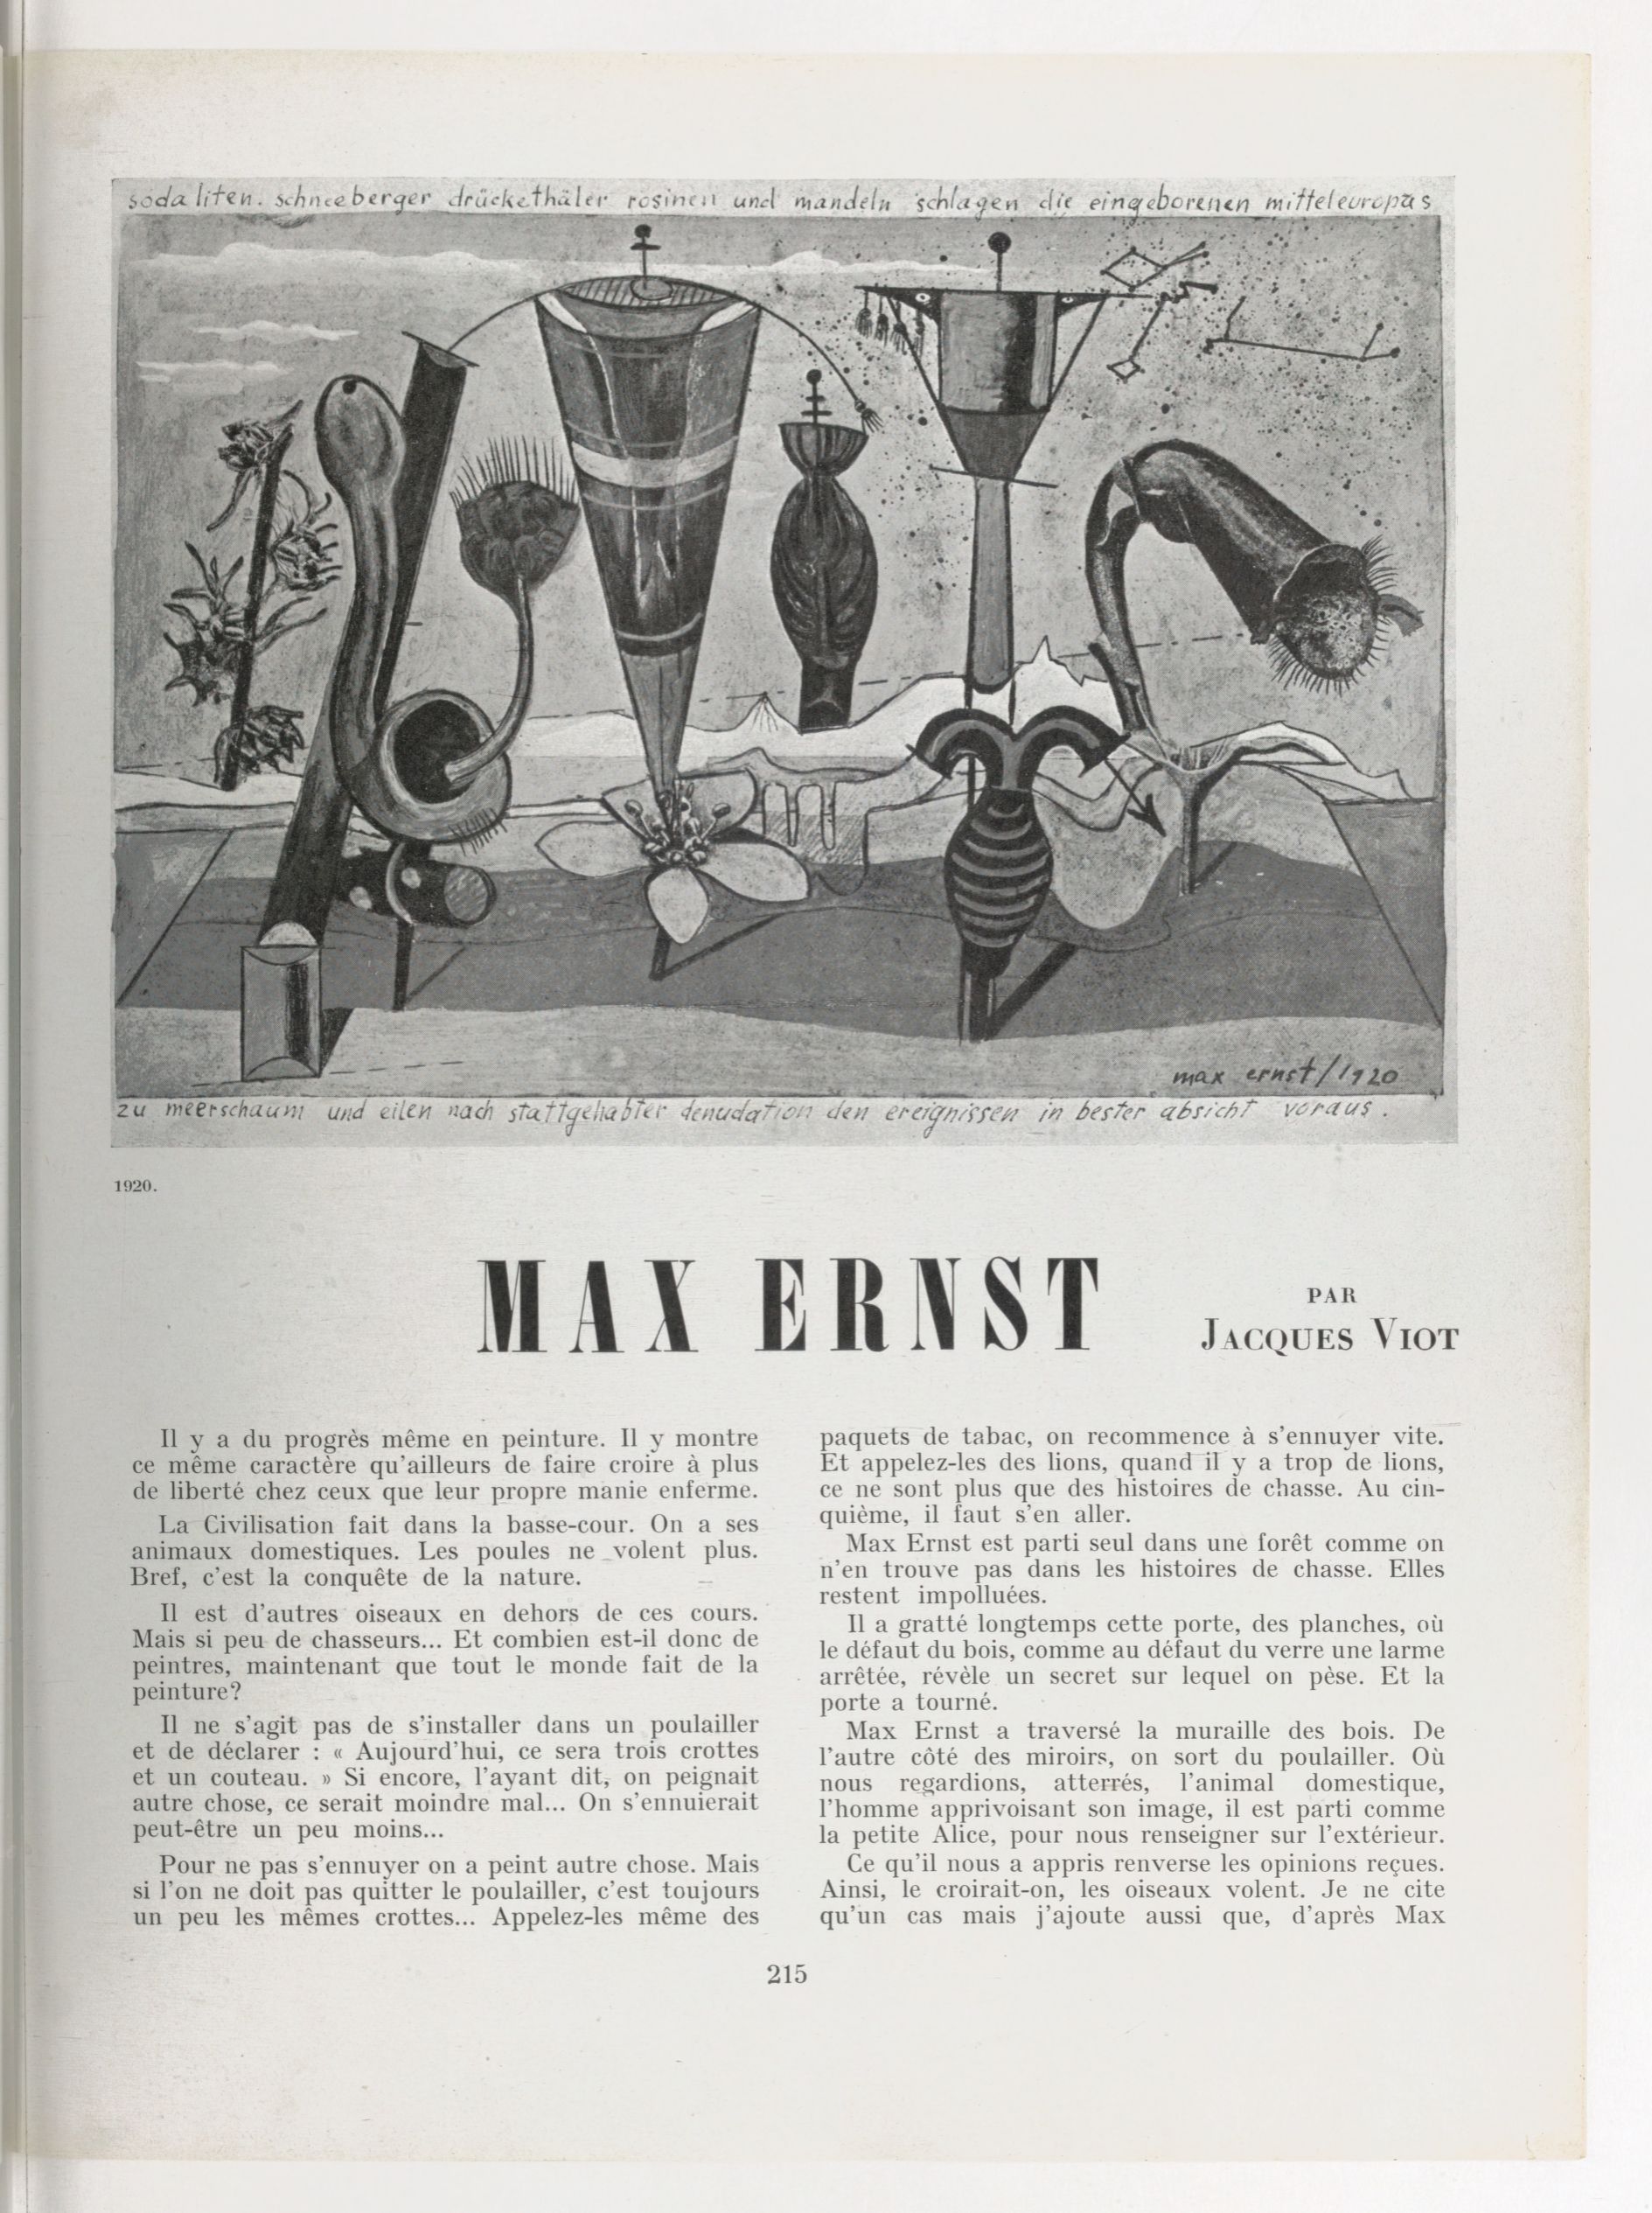 sodaliten. schneeberger drückethäler rosinen und mandeln schlagen die eingeborenen mitteleuropas
max ernst/1920
zu meerschaum und eilen nach stattgehabter denudation den ereignissen in bester absicht voraus.
1920.
MAX ERNST
PAR
JACQUES VIOT
Il y a du progrès même en peinture. Il y montre
ce même caractère qu'ailleurs de faire croire à plus
de liberté chez ceux que leur propre manie enferme.
La Civilisation fait dans la basse-cour. On a ses
animaux domestiques. Les poules ne volent plus.
Bref, c'est la conquête de la nature.
Il est d'autres oiseaux en dehors de ces cours.
Mais si peu de chasseurs... Et combien est-il donc de
peintres, maintenant que tout le monde fait de la
peinture?
Il ne s'agit pas de s'installer dans un poulailler
et de déclarer : « Aujourd'hui, ce sera trois crottes
et un couteau. » Si encore, l'ayant dit, on peignait
autre chose, ce serait moindre mal... On s'ennuierait
peut-être un peu moins...
Pour ne pas s'ennuyer on a peint autre chose. Mais
si l'on ne doit pas quitter le poulailler, c'est toujours
un peu les mêmes crottes... Appelez-les même des
paquets de tabac, on recommence à s'ennuyer vite.
Et appelez-les des lions, quand il y a trop de lions,
ce ne sont plus que des histoires de chasse. Au cin-
quième, il faut s'en aller.
Max Ernst est parti seul dans une forêt comme on
n'en trouve pas dans les histoires de chasse. Elles
restent impolluées.
Il a gratté longtemps cette porte, des planches, où
le défaut du bois, comme au défaut du verre une larme
arrêtée, révèle un secret sur lequel on pèse. Et la
porte a tourné.
Max Ernst a traversé la muraille des bois. De
l'autre côté des miroirs, on sort du poulailler. Où
nous regardions, atterrés, l'animal domestique,
l'homme apprivoisant son image, il est parti comme
la petite Alice, pour nous renseigner sur l'extérieur.
Ce qu'il nous a appris renverse les opinions reçues.
Ainsi, le croirait-on, les oiseaux volent. Je ne cite
qu'un cas mais j'ajoute aussi que, d'après Max
215